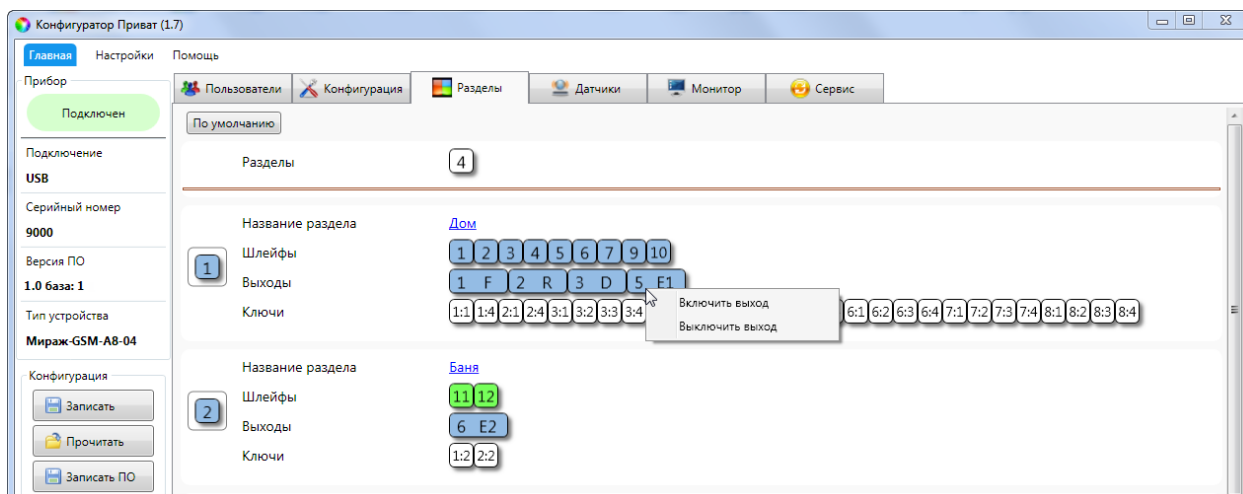 Конфигуратор Приват (1.7)
Главная Настройки Помощь
Прибор
Подключен
Подключение
USB
Серийный номер
9000
Версия ПО
1.0 база: 1
Тип устройства
Мираж-GSM-A8-04
Конфигурация
Записать
Прочитать
Записать ПО
Пользователи Конфигурация Разделы Датчики Монитор Сервис
По умолчанию
Разделы 4
1
Название раздела Дом
Шлейфы 1 2 3 4 5 6 7 9 10
Выходы 1 F 2 R 3 D 5 E1
Ключи 1:1 1:4 2:1 2:4 3:1 3:2 3:3 3:4 6:1 6:2 6:3 6:4 7:1 7:2 7:3 7:4 8:1 8:2 8:3 8:4
Включить выход
Выключить выход
2
Название раздела Баня
Шлейфы 11 12
Выходы 6 E2
Ключи 1:2 2:2